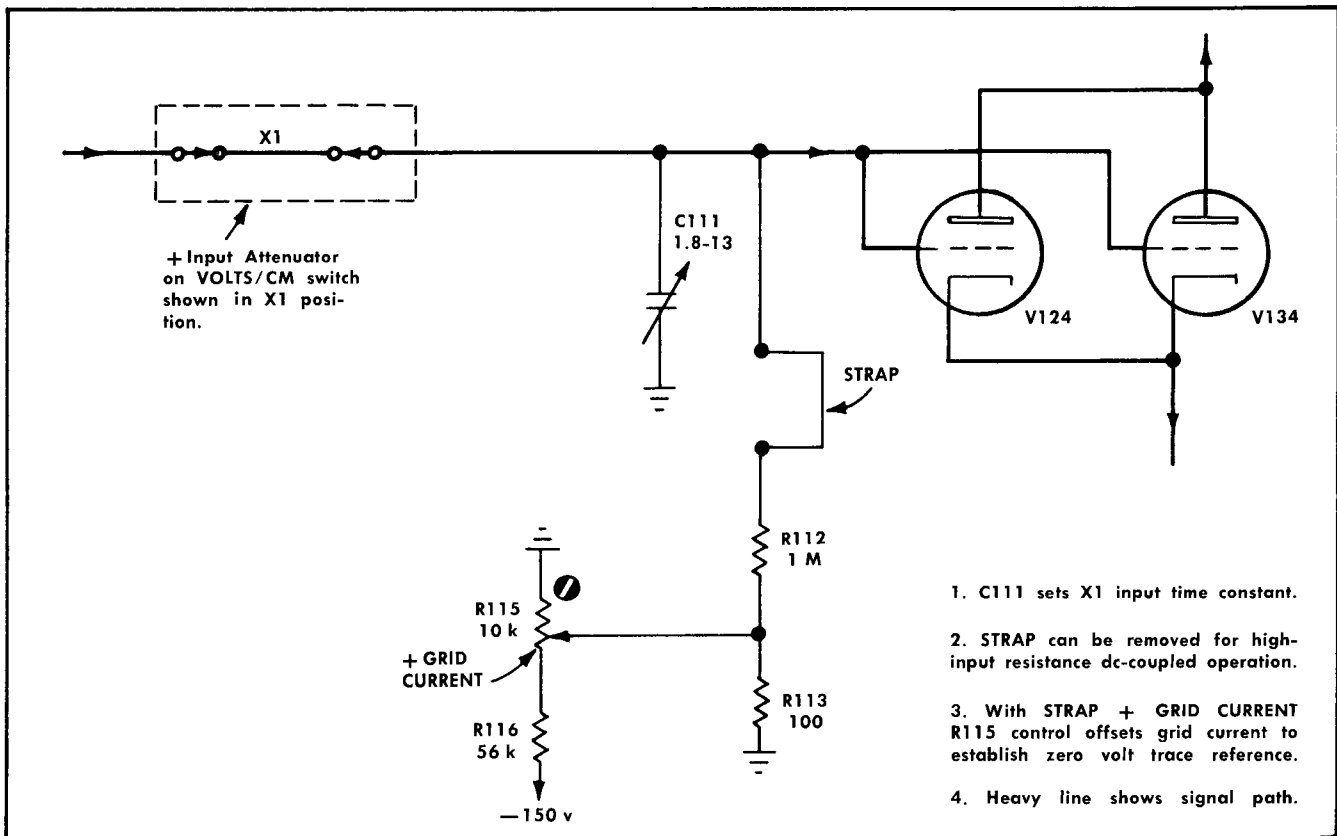 X1
+ Input Attenuator
on VOLTS/CM switch
shown in X1 posi-
tion.
C111
1.8-13
V124
V134
STRAP
R112
1 M
R115
10 k
+ GRID
CURRENT
R113
100
R116
56 k
—150 v
1. C111 sets X1 input time constant.
2. STRAP can be removed for high-
input resistance dc-coupled operation.
3. With STRAP + GRID CURRENT
R115 control offsets grid current to
establish zero volt trace reference.
4. Heavy line shows signal path.